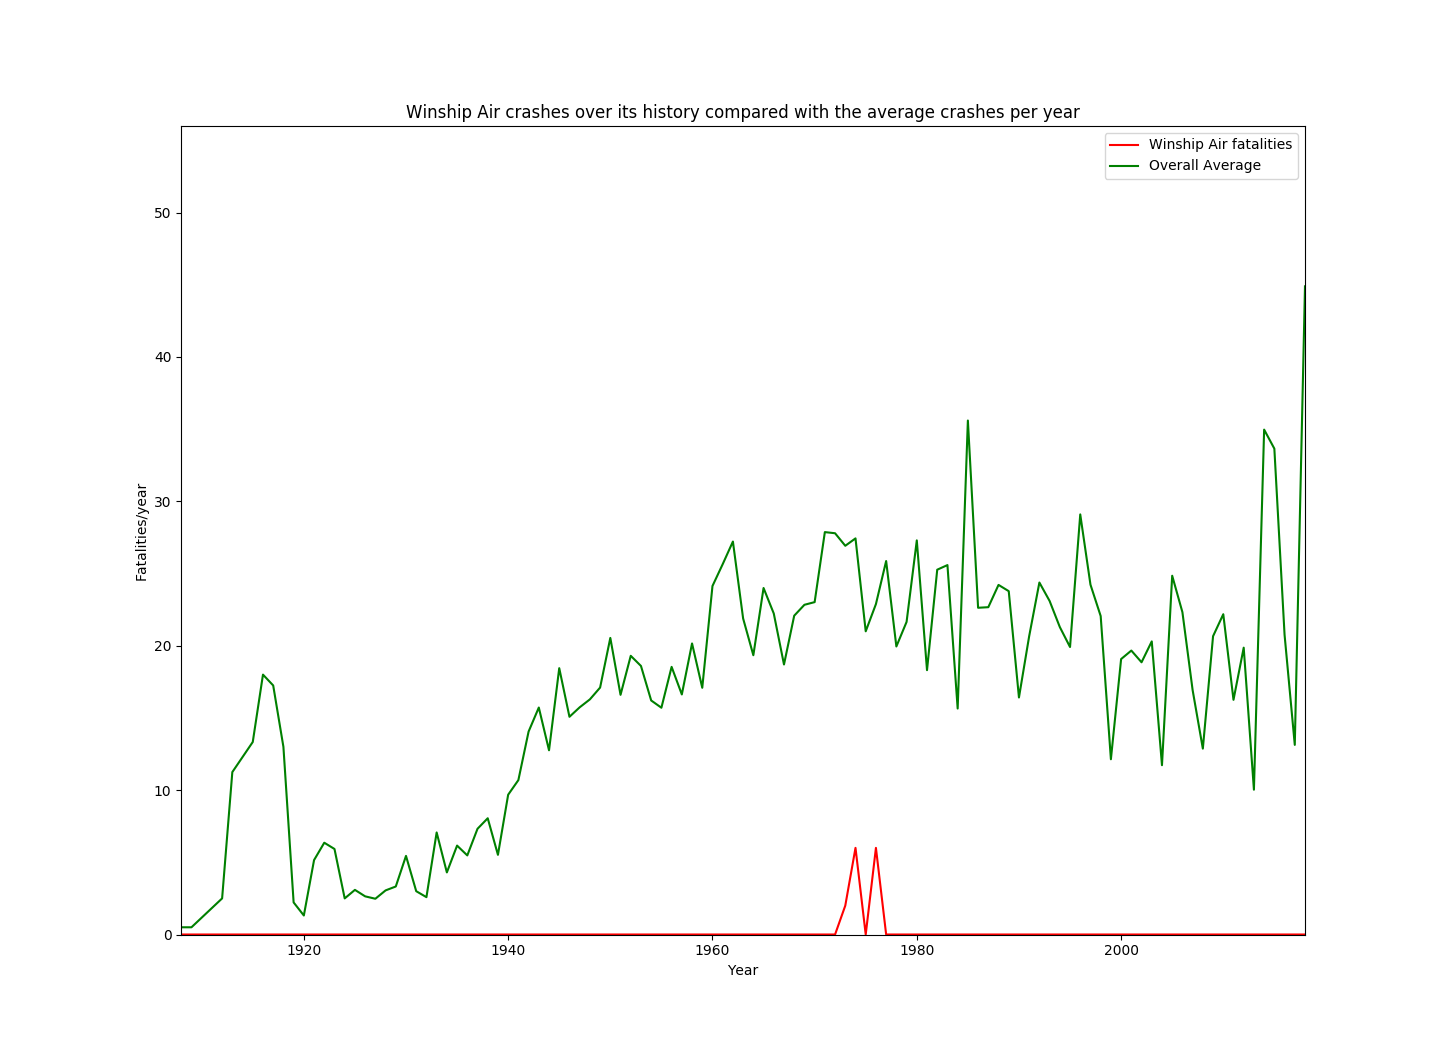 Winship Air crashes over its history compared with the average crashes per year
Winship Air fatalities
Overall Average
50
40
30
20
10
0
Fatalities/year
1920 1940 1960 1980 2000
Year